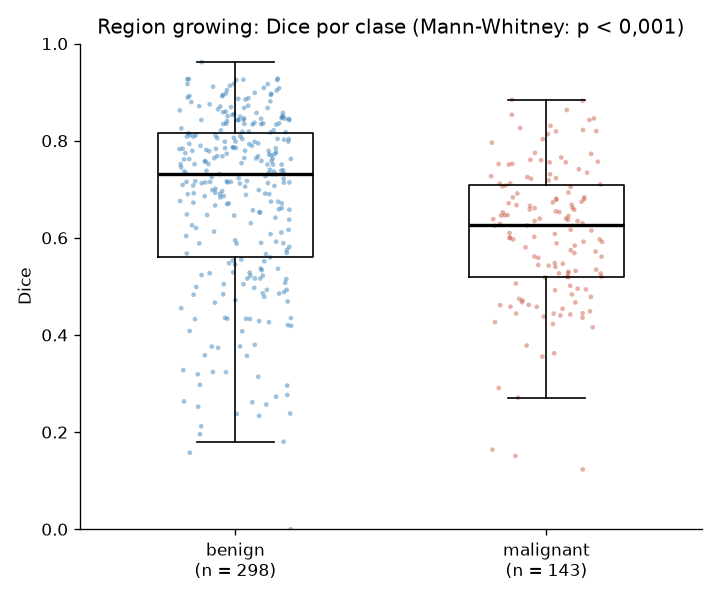 Region growing: Dice por clase (Mann-Whitney: p < 0,001)
1.0
0.8
0.6
0.4
0.2
0.0
Dice
benign
(n = 298)
malignant
(n = 143)